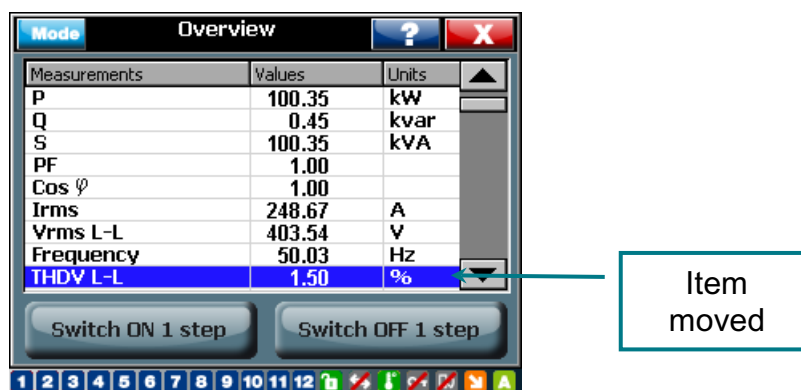 Mode Overview ? X
Measurements Values Units
P 100.35 kW
Q 0.45 kvar
S 100.35 kVA
PF 1.00
Cos φ 1.00
Irms 248.67 A
Vrms L-L 403.54 V
Frequency 50.03 Hz
THDV L-L 1.50 %
Switch ON 1 step Switch OFF 1 step
1 2 3 4 5 6 7 8 9 10 11 12 A
Item
moved